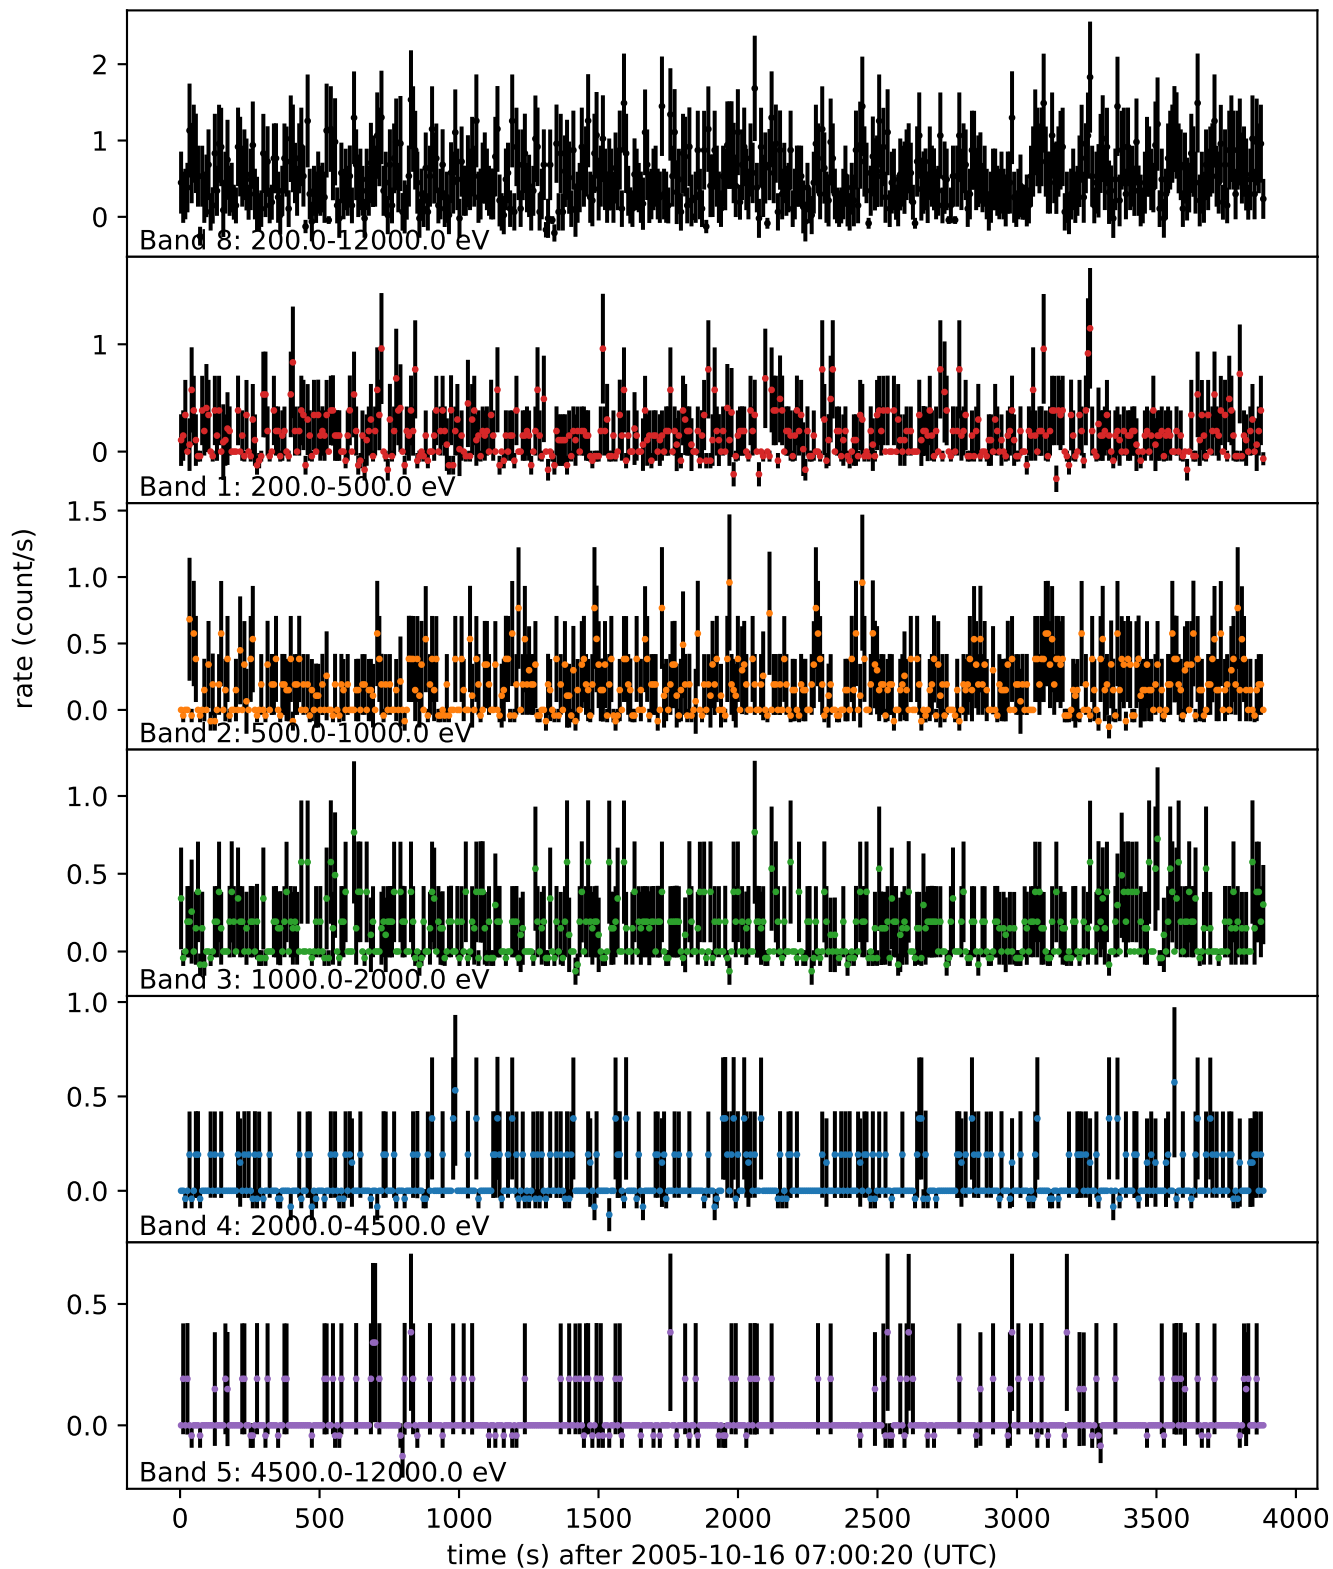 2
1
0
Band 8: 200.0-12000.0 eV
1
0
Band 1: 200.0-500.0 eV
1.5
1.0
0.5
0.0
Band 2: 500.0-1000.0 eV
rate (count/s)
1.0
0.5
0.0
Band 3: 1000.0-2000.0 eV
1.0
0.5
0.0
Band 4: 2000.0-4500.0 eV
0.5
0.0
Band 5: 4500.0-12000.0 eV
0 500 1000 1500 2000 2500 3000 3500 4000
time (s) after 2005-10-16 07:00:20 (UTC)